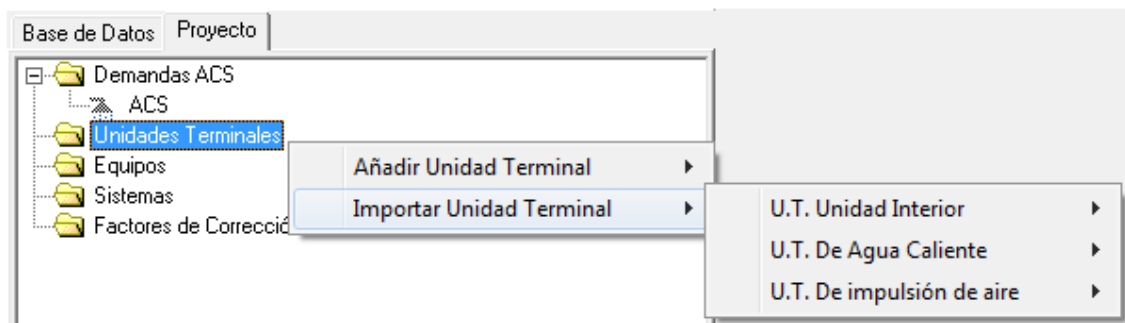 Base de Datos Proyecto
Demandas ACS
ACS
Unidades Terminales
Equipos
Sistemas
Factores de Correcció
Añadir Unidad Terminal
Importar Unidad Terminal
U.T. Unidad Interior
U.T. De Agua Caliente
U.T. De impulsión de aire